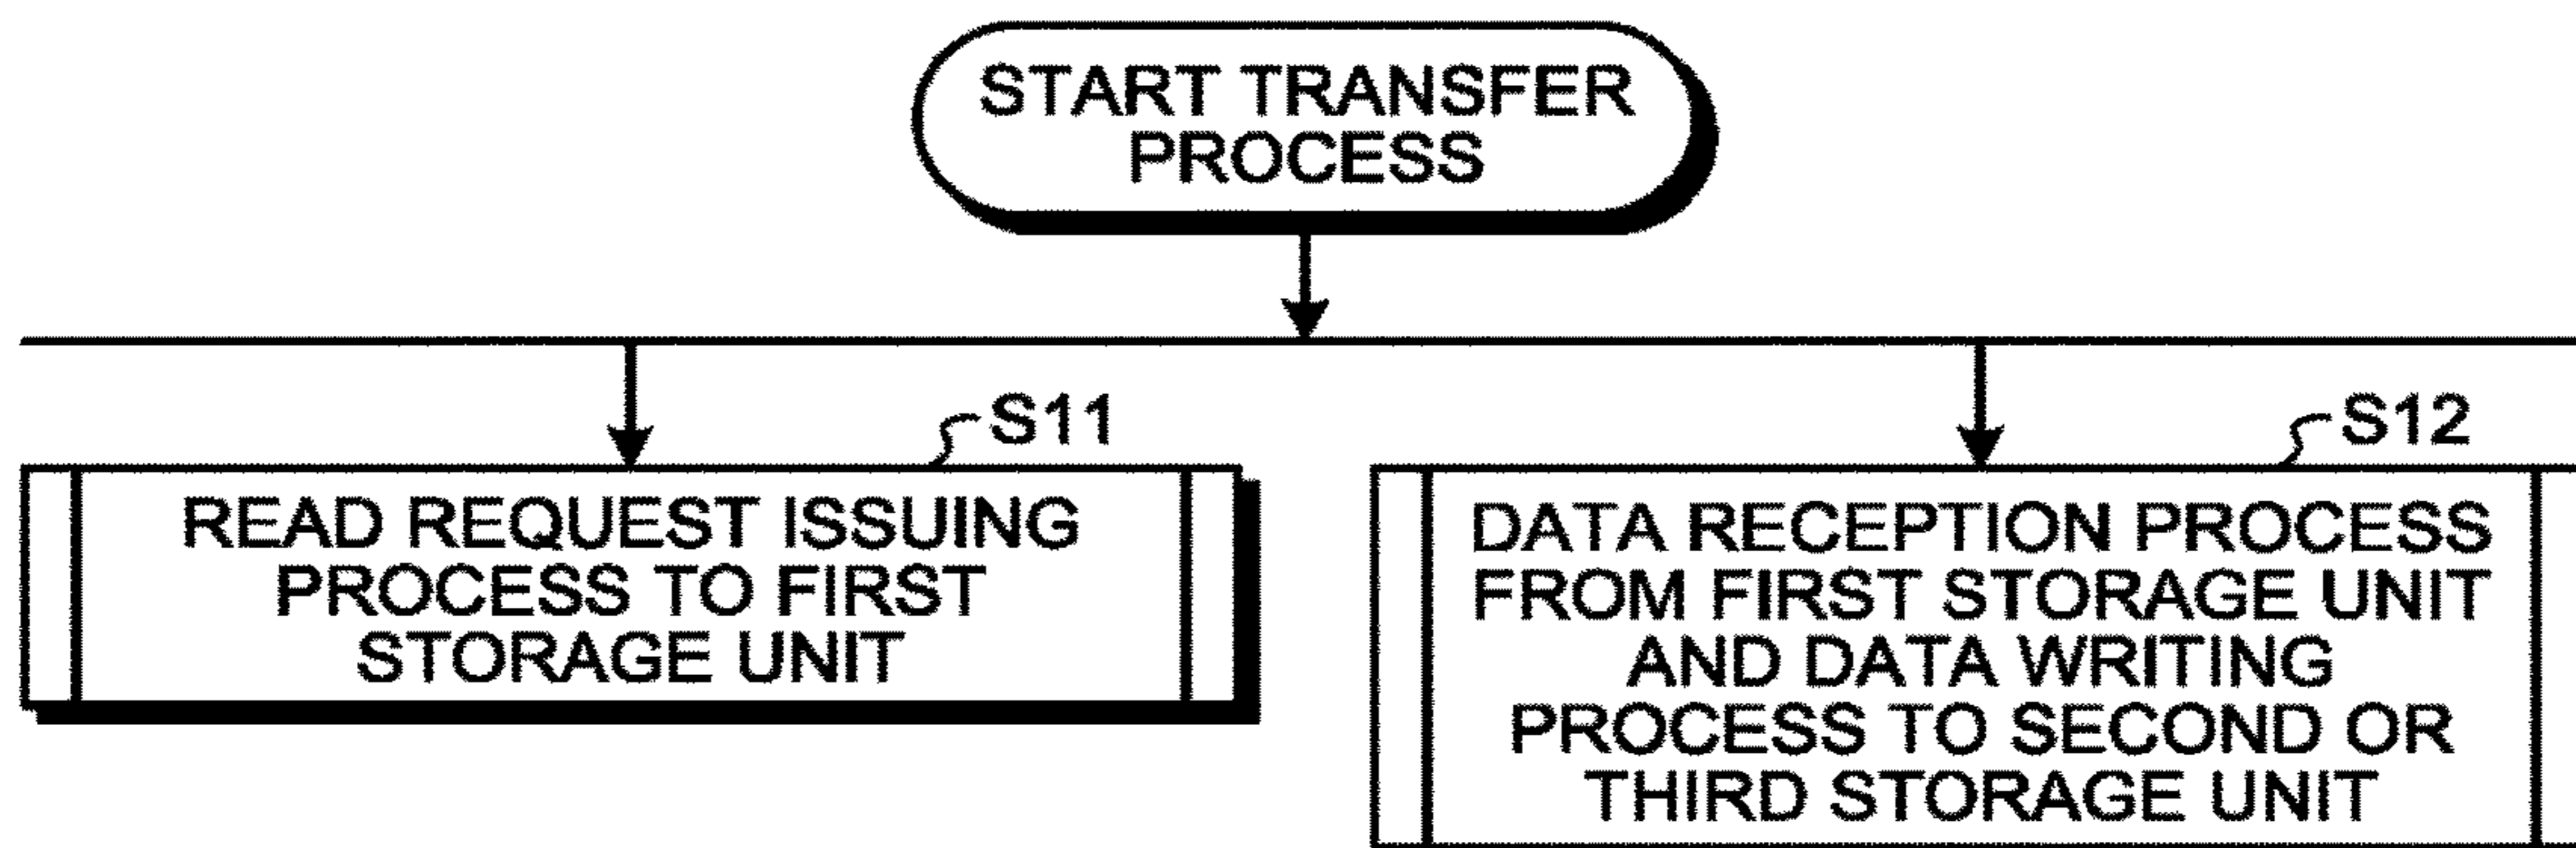 START TRANSFER
PROCESS
S11
READ REQUEST ISSUING
PROCESS TO FIRST
STORAGE UNIT
S12
DATA RECEPTION PROCESS
FROM FIRST STORAGE UNIT
AND DATA WRITING
PROCESS TO SECOND OR
THIRD STORAGE UNIT